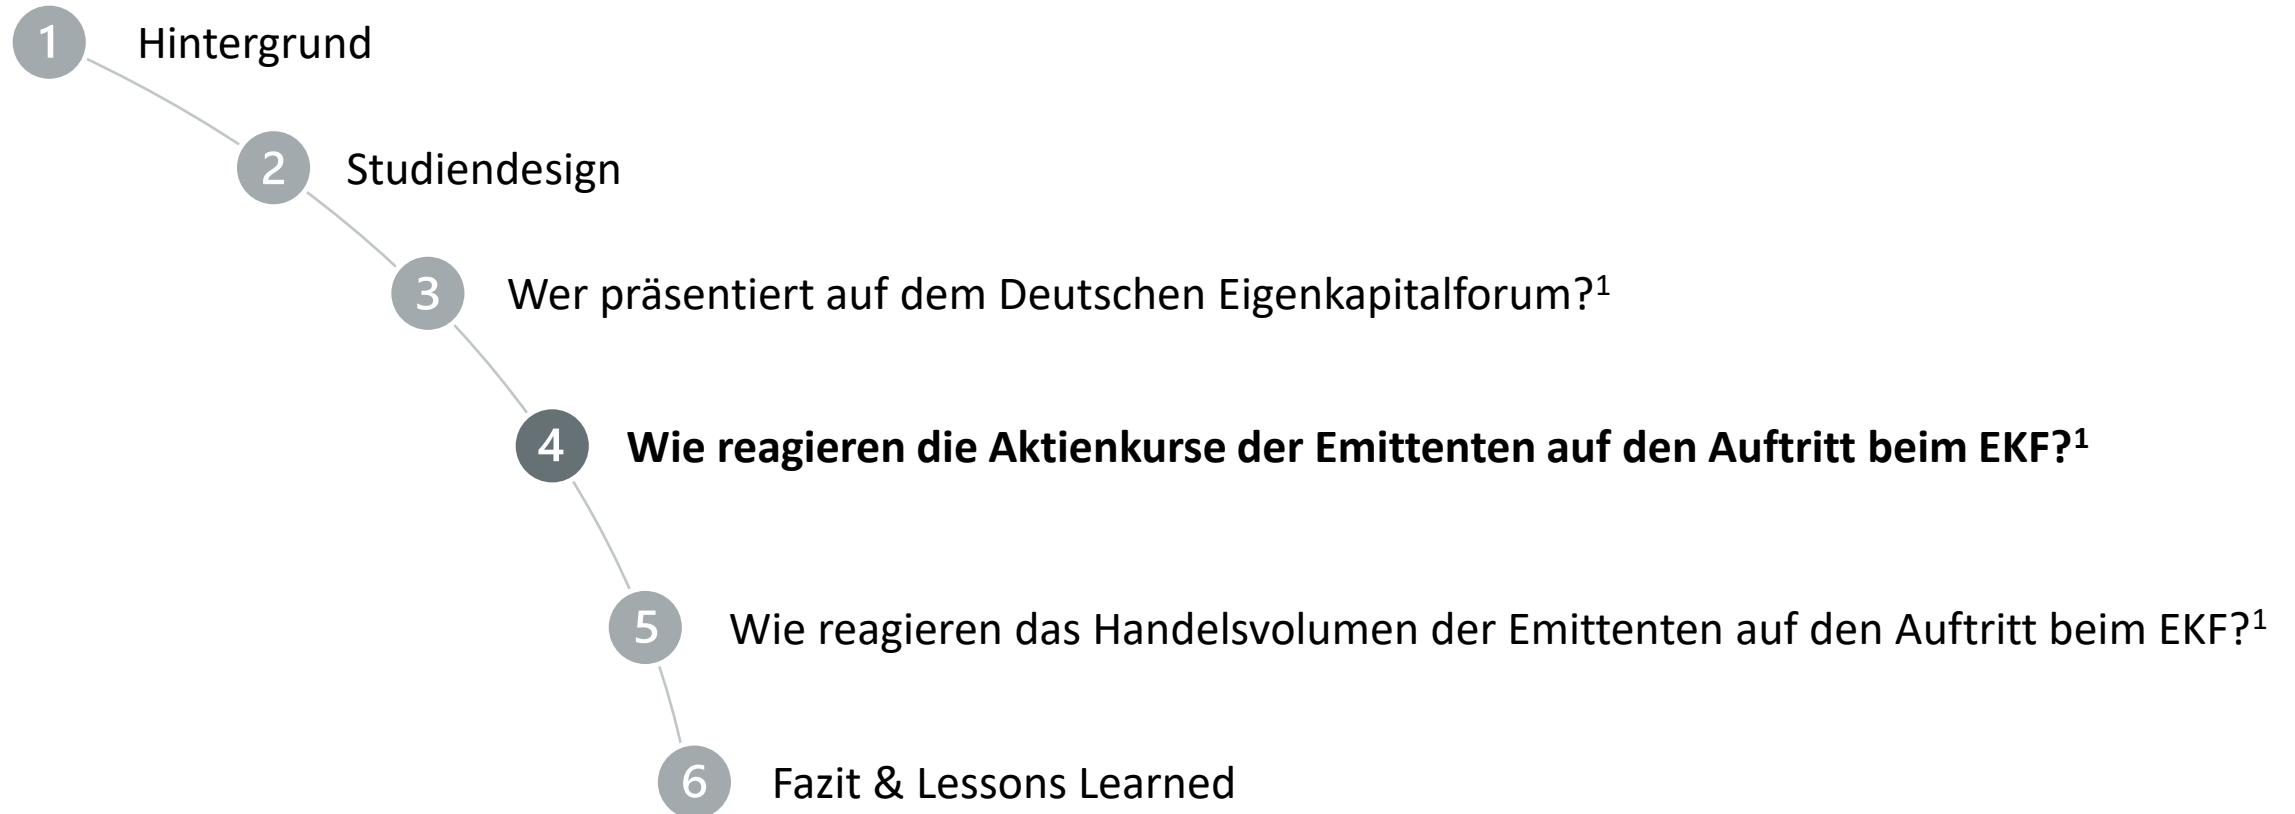 1 Hintergrund
2 Studiendesign
3 Wer präsentiert auf dem Deutschen Eigenkapitalforum?¹
4 Wie reagieren die Aktienkurse der Emittenten auf den Auftritt beim EKF?¹
5 Wie reagieren das Handelsvolumen der Emittenten auf den Auftritt beim EKF?¹
6 Fazit & Lessons Learned